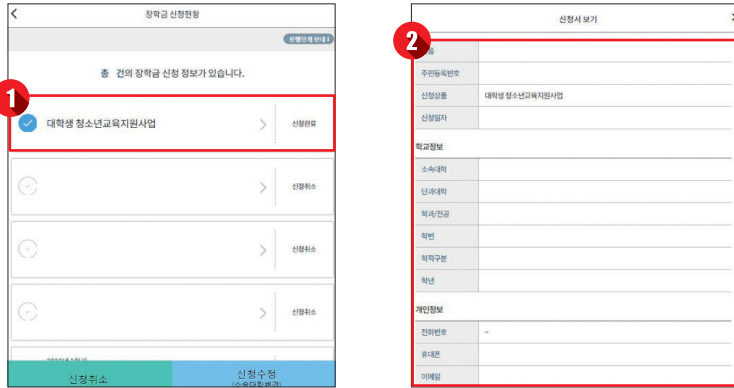 장학금 신청현황
진행단계 안내
총 건의 장학금 신청 정보가 있습니다.
1
대학생 청소년교육지원사업
신청완료
신청취소
신청취소
신청취소
신청취소
신청수정
(소속대학변경)
신청서 보기
2
주민등록번호
신청상품 대학생 청소년교육지원사업
신청일자
학교정보
소속대학
단과대학
학과/전공
학번
학적구분
학년
개인정보
전화번호 -
휴대폰
이메일